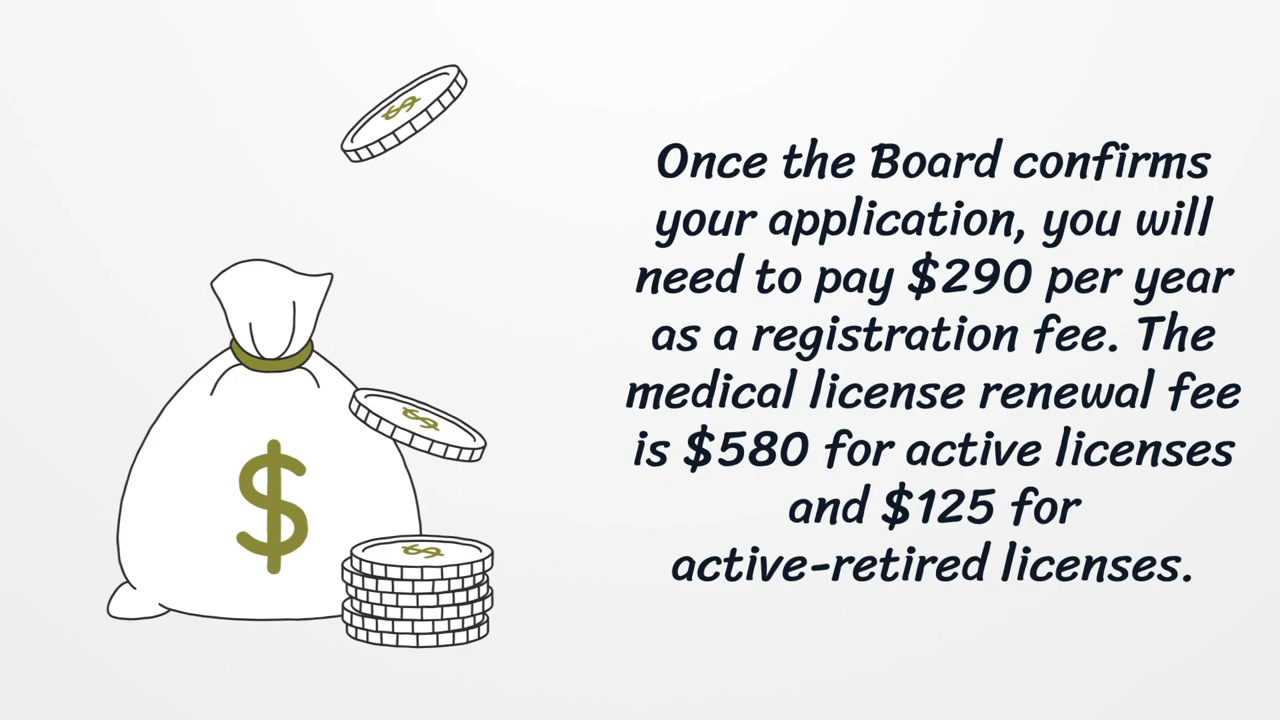 Once the Board confirms
your application, you will
need to pay $290 per year
as a registration fee. The
medical license renewal fee
is $580 for active licenses
and $125 for
active-retired licenses.
$
$
$
$